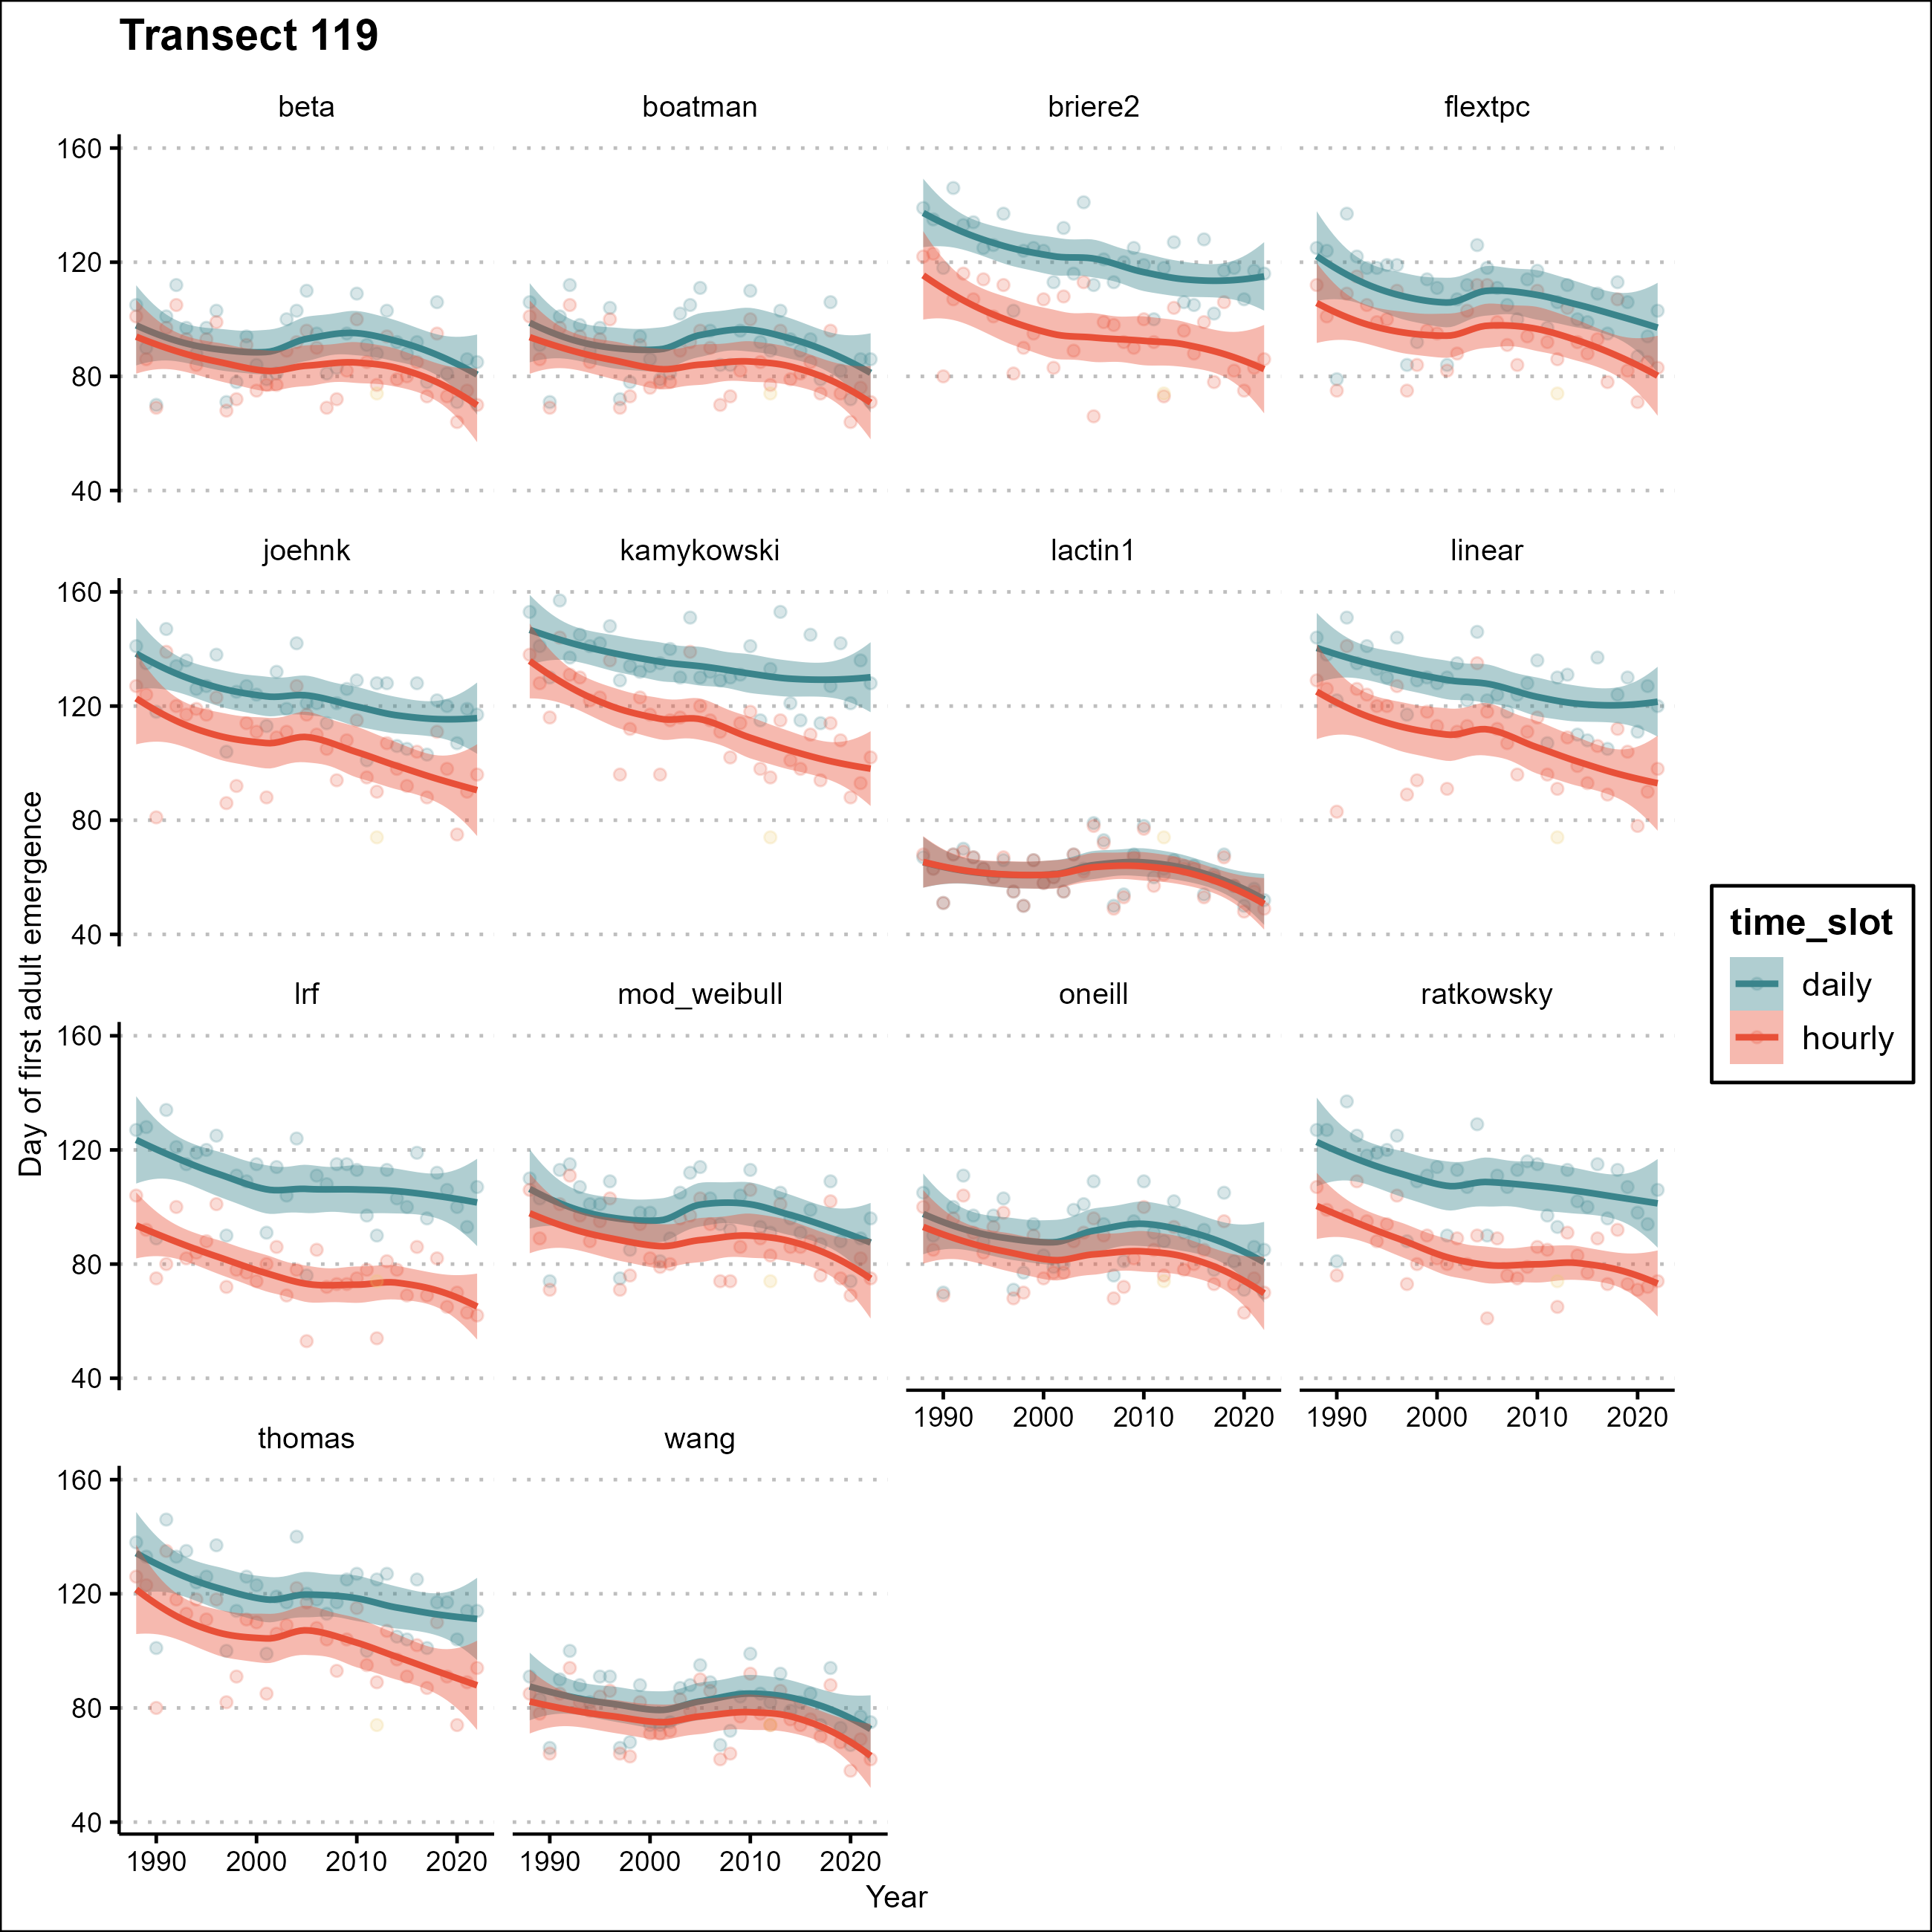 Transect 119
beta boatman briere2 flextpc
160
120
80
40
joehnk kamykowski lactin1 linear
160
120
80
40
lrf mod_weibull oneill ratkowsky
160
120
80
40
1990 2000 2010 2020 1990 2000 2010 2020
thomas wang
160
120
80
40
1990 2000 2010 2020 1990 2000 2010 2020
Year
Day of first adult emergence
time_slot
daily
hourly